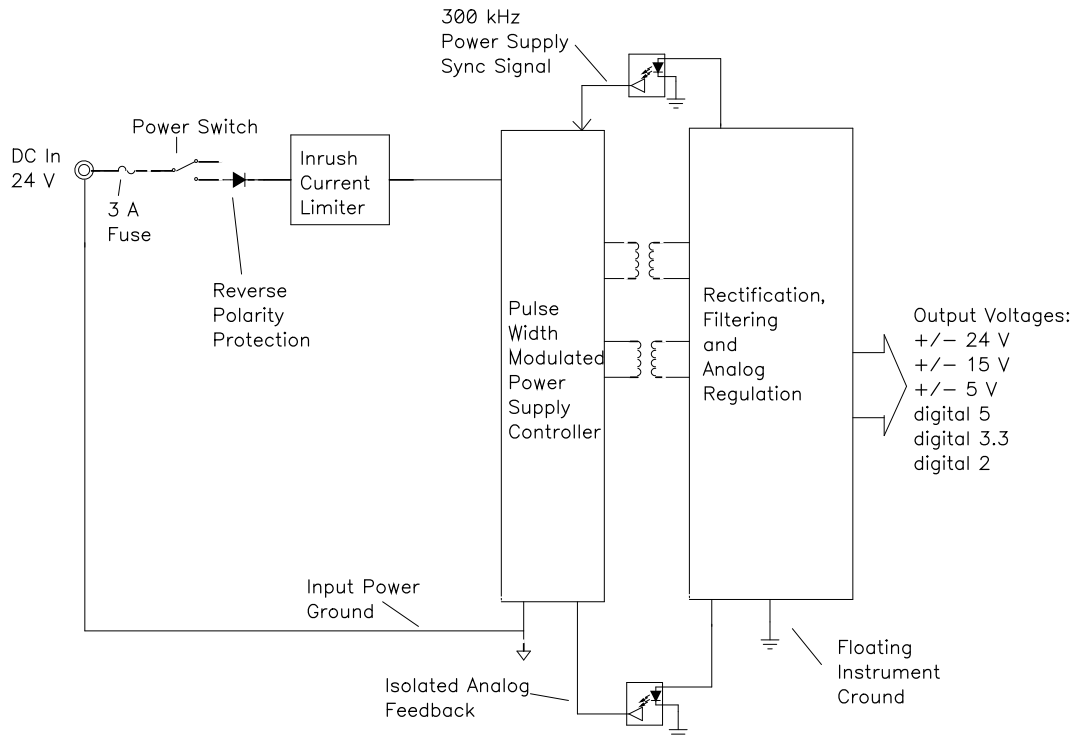 300 kHz
Power Supply
Sync Signal
Power Switch
DC In
24 V
Inrush
Current
Limiter
3 A
Fuse
Reverse
Polarity
Protection
Pulse
Width
Modulated
Power
Supply
Controller
Rectification,
Filtering
and
Analog
Regulation
Output Voltages:
+/- 24 V
+/- 15 V
+/- 5 V
digital 5
digital 3.3
digital 2
Input Power
Ground
Floating
Instrument
Cround
Isolated Analog
Feedback